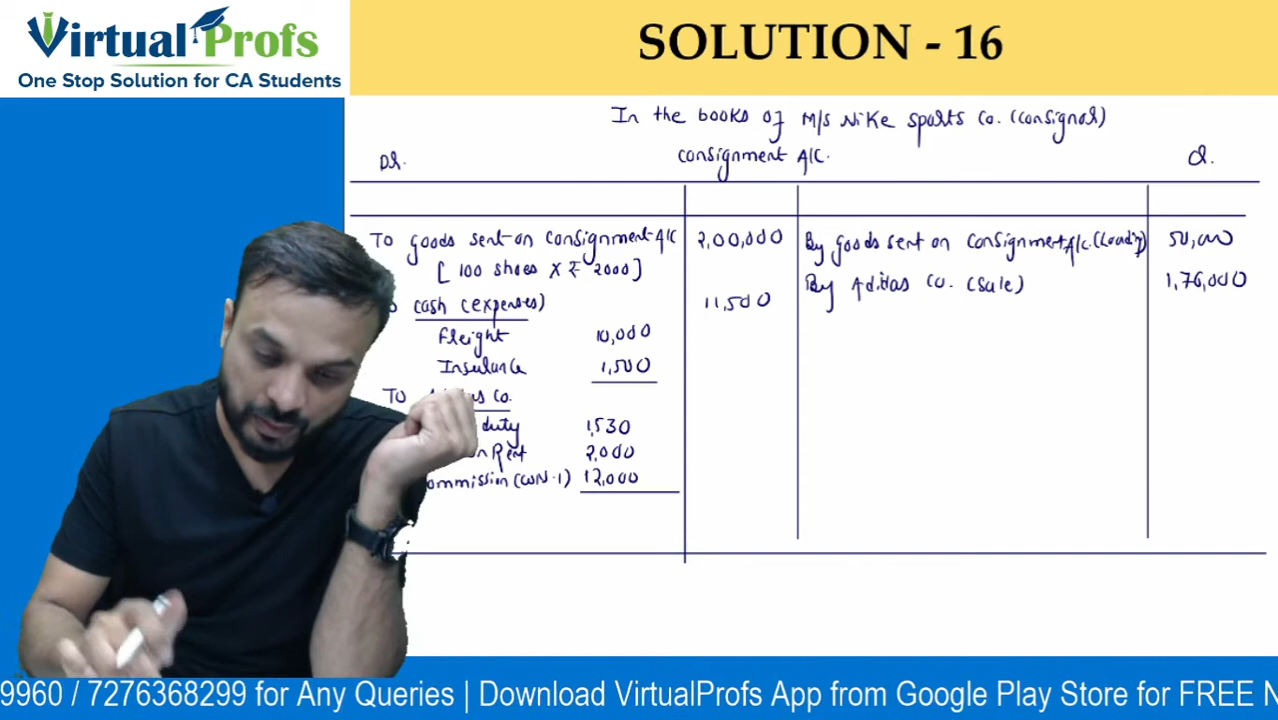 Virtual Profs
One Stop Solution for CA Students
SOLUTION - 16
In the books of M/s Nike Sports Co. (Consignor)
Dr. Consignment A/c. Cr.
To goods sent on Consignment A/c 2,00,000 By goods sent on Consignment A/c. (Loading) 50,000
[100 shoes X ₹ 2000] By Adidas Co. (Sale) 1,76,000
cash (expenses) 11,500
Freight 10,000
Insurance 1,500
To Co.
duty 1,530
Rent 2,000
ommission (WN.1) 12,000
9960 / 7276368299 for Any Queries | Download VirtualProfs App from Google Play Store for FREE N